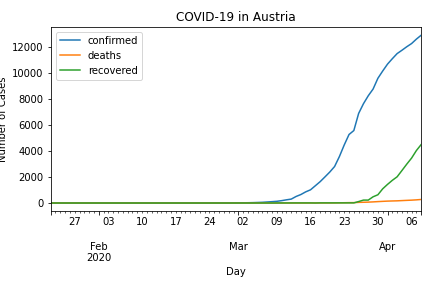 COVID-19 in Austria
confirmed
deaths
recovered
12000
10000
8000
6000
4000
2000
0
Number of Cases
27 03 10 17 24 02 09 16 23 30 06
Feb Mar Apr
2020
Day